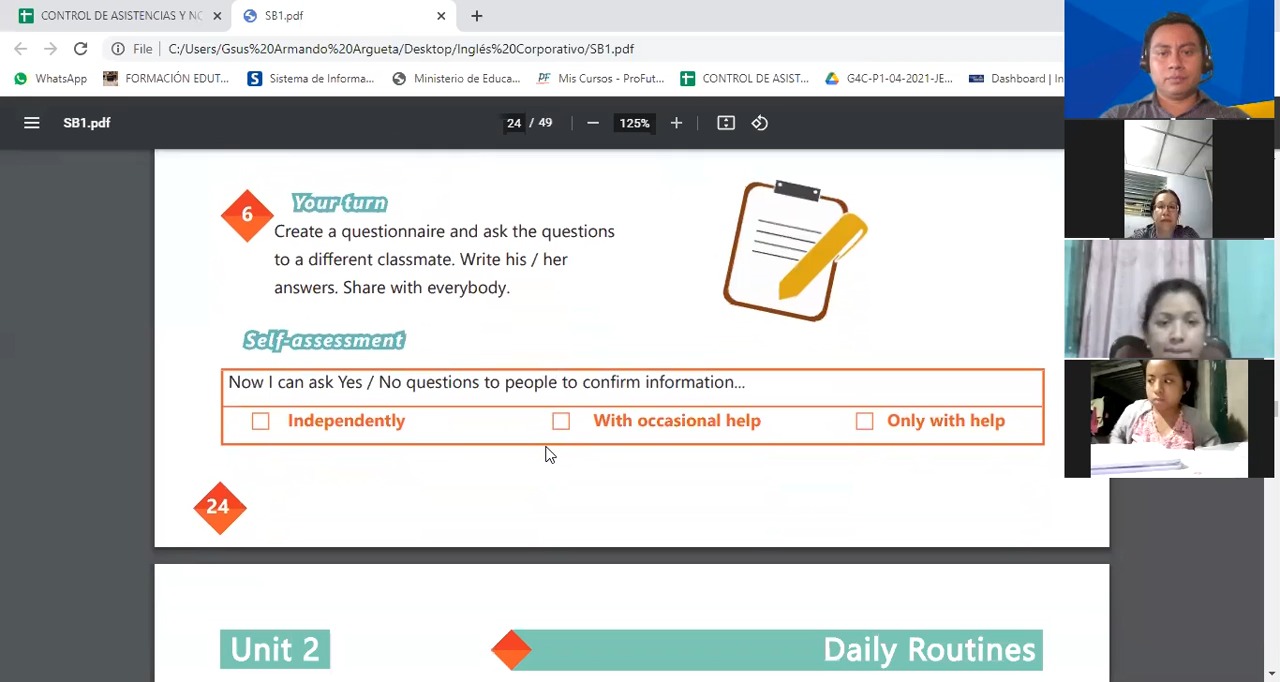 CONTROL DE ASISTENCIAS Y NO
SB1.pdf
File
C:/Users/Gsus%20Armando%20Argueta/Desktop/Inglés%20Corporativo/SB1.pdf
WhatsApp
FORMACIÓN EDUT...
Sistema de Informa...
Ministerio de Educa...
Mis Cursos - ProFut...
CONTROL DE ASIST...
G4C-P1-04-2021-JE...
Dashboard | In
SB1.pdf
24 / 49
125%
6
Your turn
Create a questionnaire and ask the questions
to a different classmate. Write his / her
answers. Share with everybody.
Self-assessment
Now I can ask Yes / No questions to people to confirm information...
Independently
With occasional help
Only with help
24
Unit 2
Daily Routines